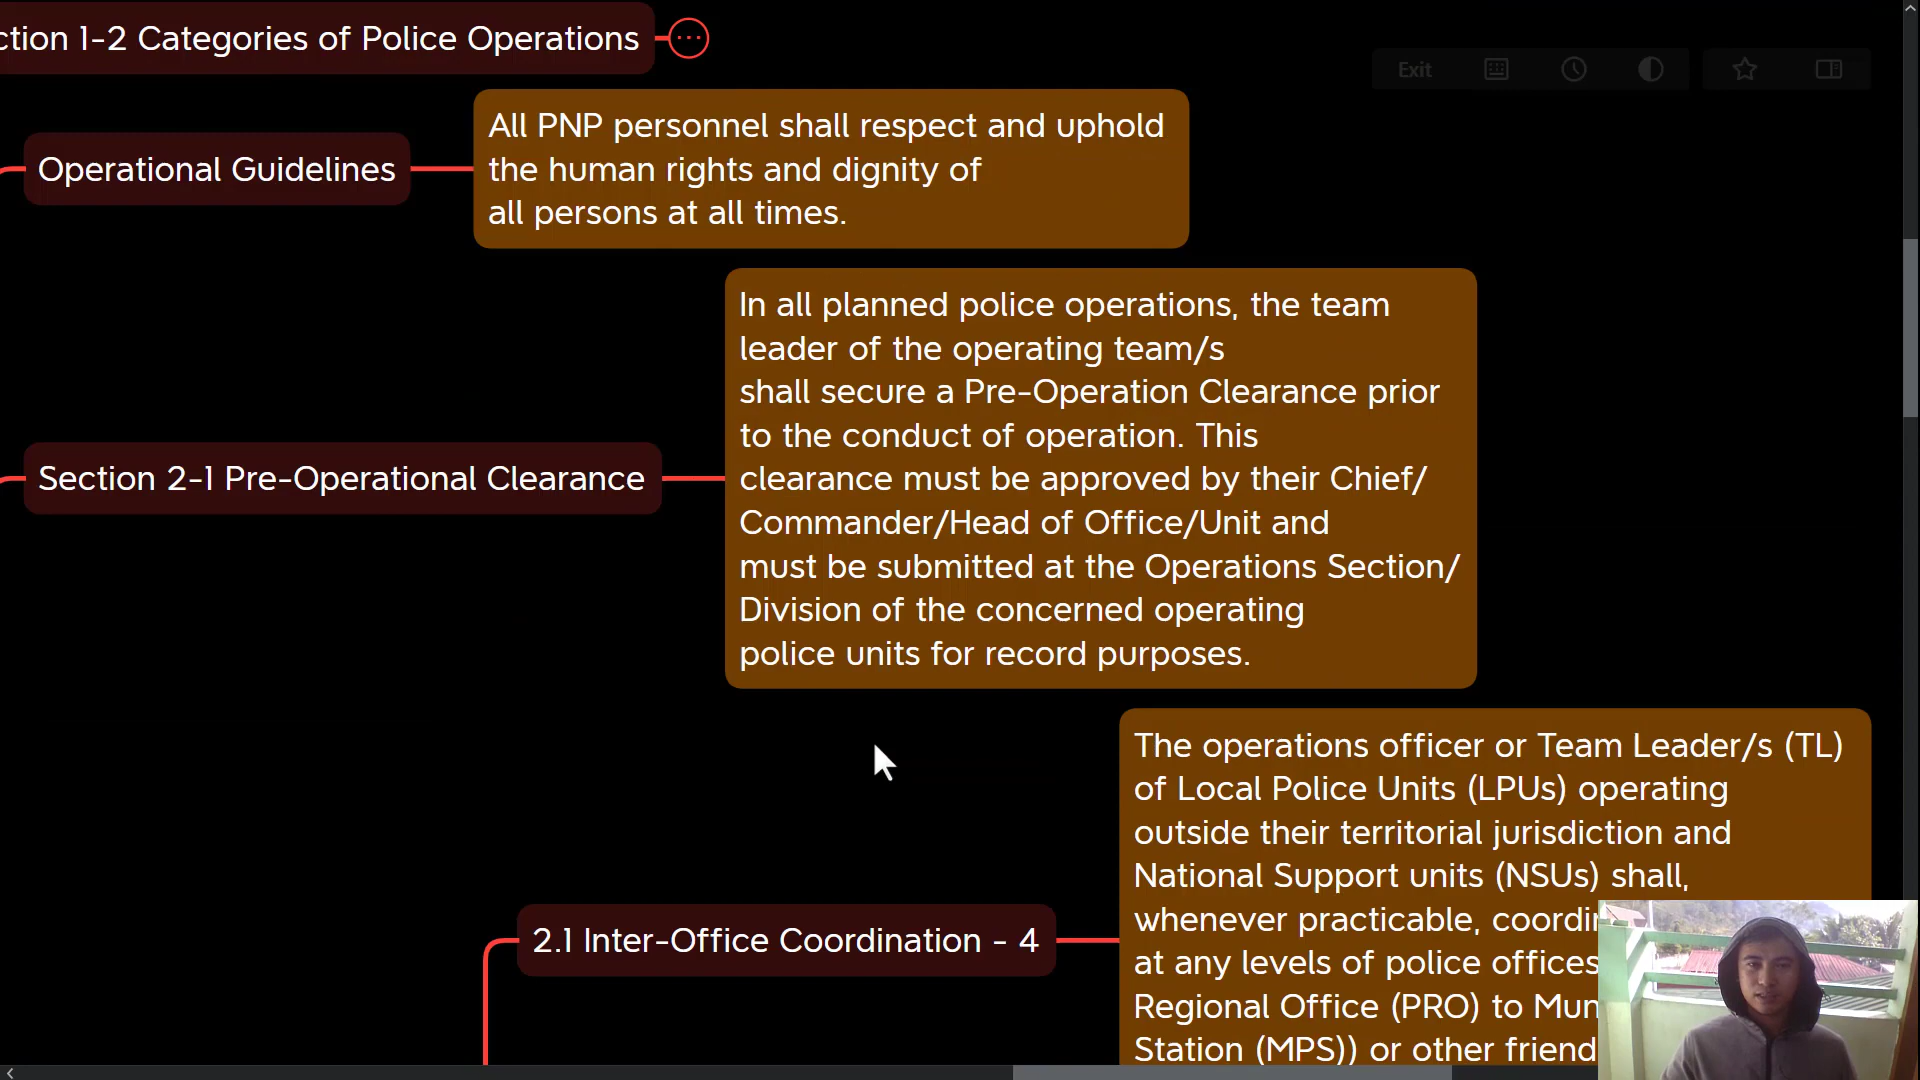 ction 1-2 Categories of Police Operations
Exit
Operational Guidelines
All PNP personnel shall respect and uphold
the human rights and dignity of
all persons at all times.
Section 2-1 Pre-Operational Clearance
In all planned police operations, the team
leader of the operating team/s
shall secure a Pre-Operation Clearance prior
to the conduct of operation. This
clearance must be approved by their Chief/
Commander/Head of Office/Unit and
must be submitted at the Operations Section/
Division of the concerned operating
police units for record purposes.
2.1 Inter-Office Coordination - 4
The operations officer or Team Leader/s (TL)
of Local Police Units (LPUs) operating
outside their territorial jurisdiction and
National Support units (NSUs) shall,
whenever practicable, coordi
at any levels of police offices
Regional Office (PRO) to Mun
Station (MPS)) or other friend